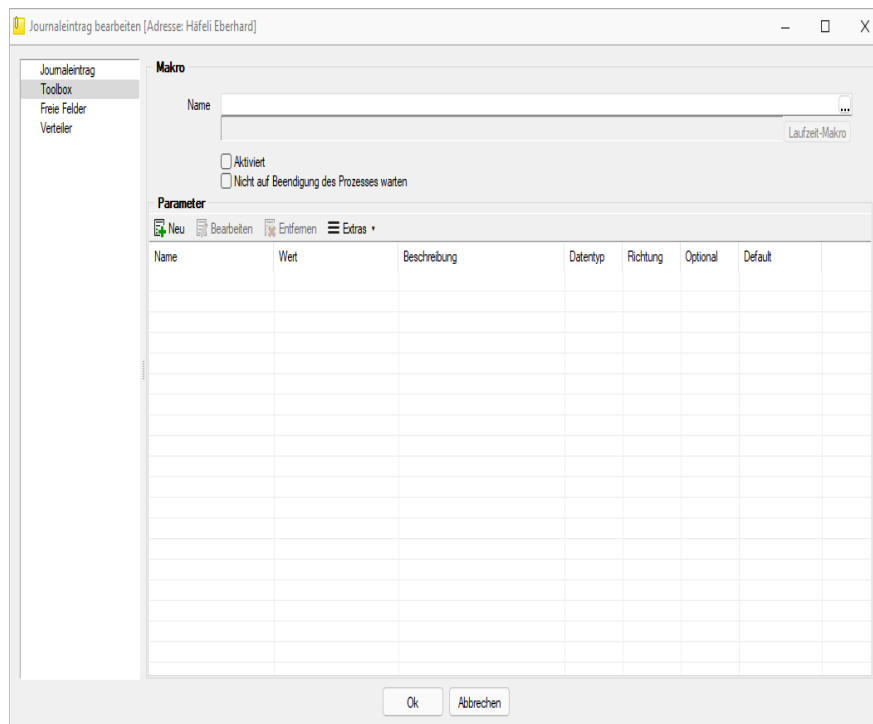 Journaleintrag bearbeiten [Adresse: Häfeli Eberhard]
Journaleintrag
Toolbox
Freie Felder
Verteiler
Makro
Name
...
Laufzeit-Makro
Aktiviert
Nicht auf Beendigung des Prozesses warten
Parameter
Neu Bearbeiten Entfernen Extras
Name Wert Beschreibung Datentyp Richtung Optional Default
Ok Abbrechen